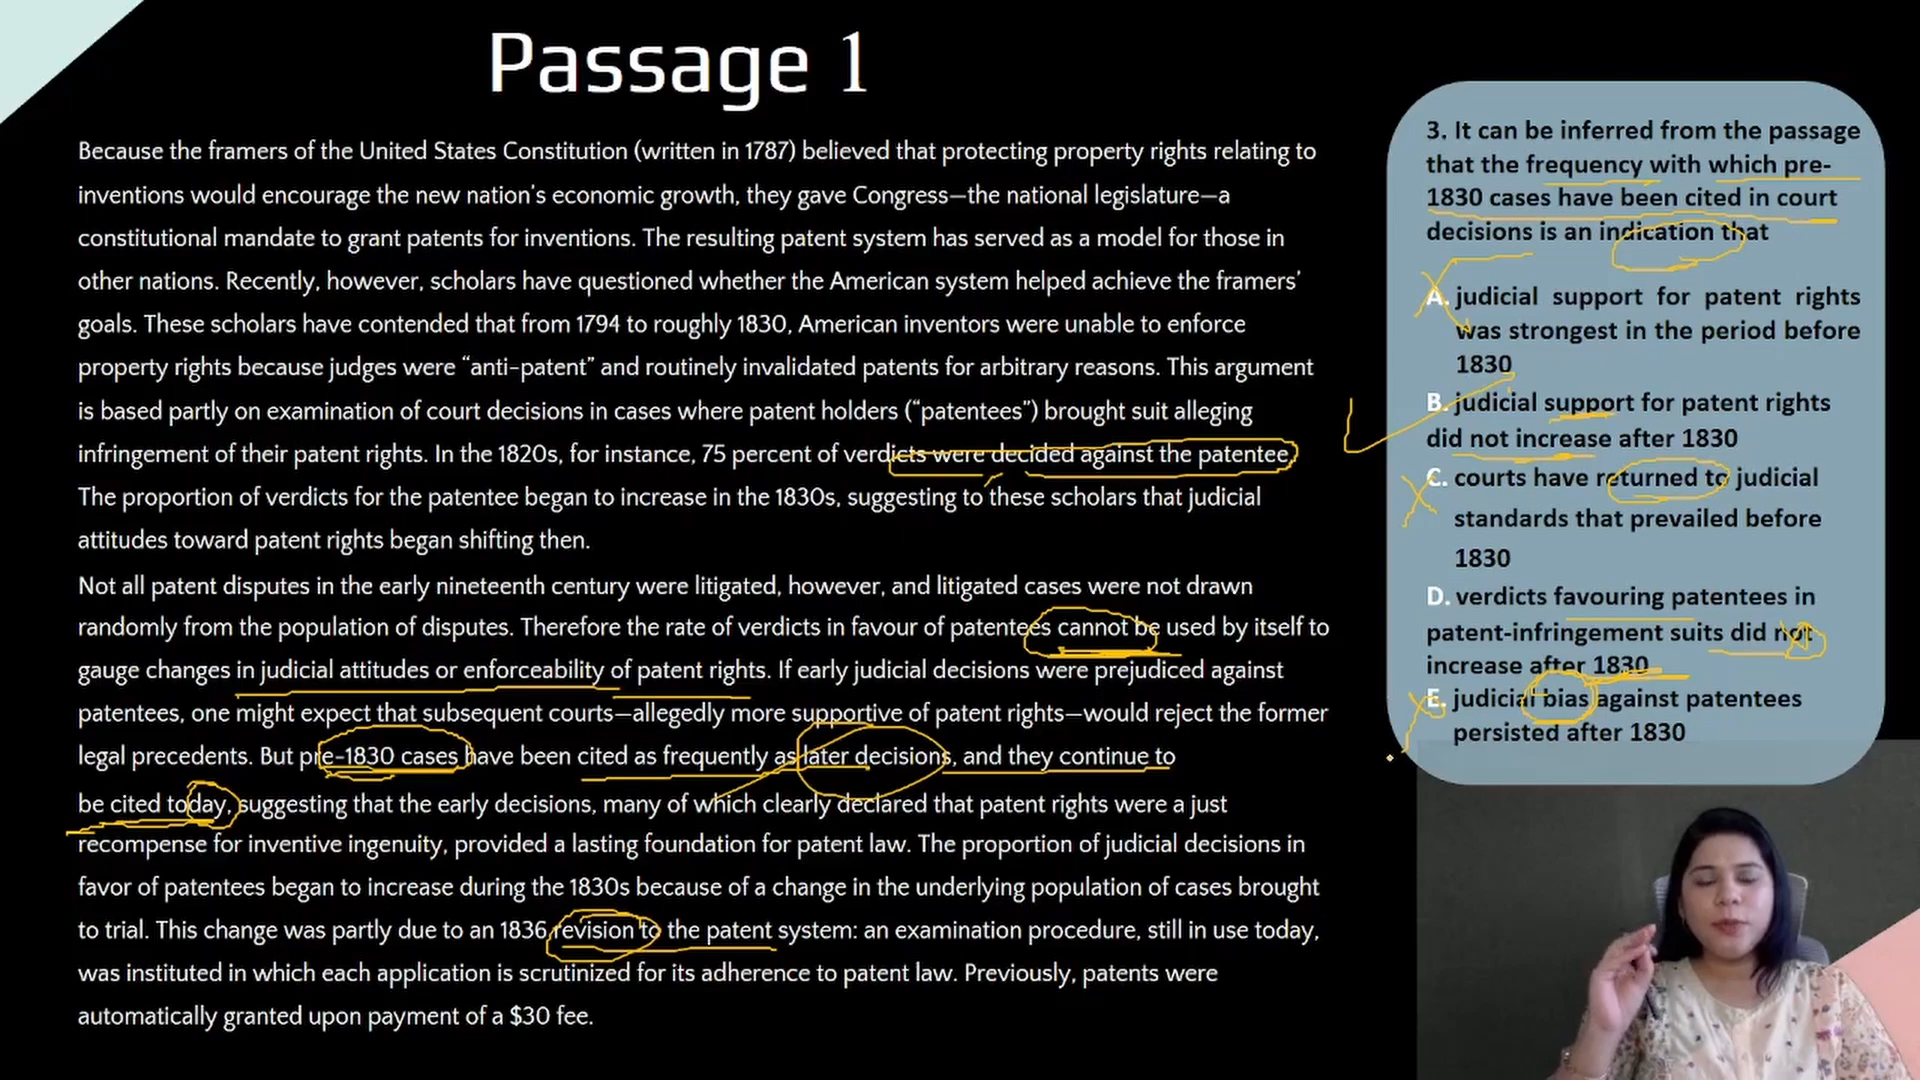 Passage 1
Because the framers of the United States Constitution (written in 1787) believed that protecting property rights relating to
inventions would encourage the new nation's economic growth, they gave Congress—the national legislature—a
constitutional mandate to grant patents for inventions. The resulting patent system has served as a model for those in
other nations. Recently, however, scholars have questioned whether the American system helped achieve the framers'
goals. These scholars have contended that from 1794 to roughly 1830, American inventors were unable to enforce
property rights because judges were “anti-patent” and routinely invalidated patents for arbitrary reasons. This argument
is based partly on examination of court decisions in cases where patent holders (“patentees”) brought suit alleging
infringement of their patent rights. In the 1820s, for instance, 75 percent of verdicts were decided against the patentee.
The proportion of verdicts for the patentee began to increase in the 1830s, suggesting to these scholars that judicial
attitudes toward patent rights began shifting then.
Not all patent disputes in the early nineteenth century were litigated, however, and litigated cases were not drawn
randomly from the population of disputes. Therefore the rate of verdicts in favour of patentees cannot be used by itself to
gauge changes in judicial attitudes or enforceability of patent rights. If early judicial decisions were prejudiced against
patentees, one might expect that subsequent courts—allegedly more supportive of patent rights—would reject the former
legal precedents. But pre-1830 cases have been cited as frequently as later decisions, and they continue to
be cited today, suggesting that the early decisions, many of which clearly declared that patent rights were a just
recompense for inventive ingenuity, provided a lasting foundation for patent law. The proportion of judicial decisions in
favor of patentees began to increase during the 1830s because of a change in the underlying population of cases brought
to trial. This change was partly due to an 1836 revision to the patent system: an examination procedure, still in use today,
was instituted in which each application is scrutinized for its adherence to patent law. Previously, patents were
automatically granted upon payment of a $30 fee.
3. It can be inferred from the passage
that the frequency with which pre-
1830 cases have been cited in court
decisions is an indication that
A. judicial support for patent rights
was strongest in the period before
1830
B. judicial support for patent rights
did not increase after 1830
C. courts have returned to judicial
standards that prevailed before
1830
D. verdicts favouring patentees in
patent-infringement suits did not
increase after 1830
E. judicial bias against patentees
persisted after 1830